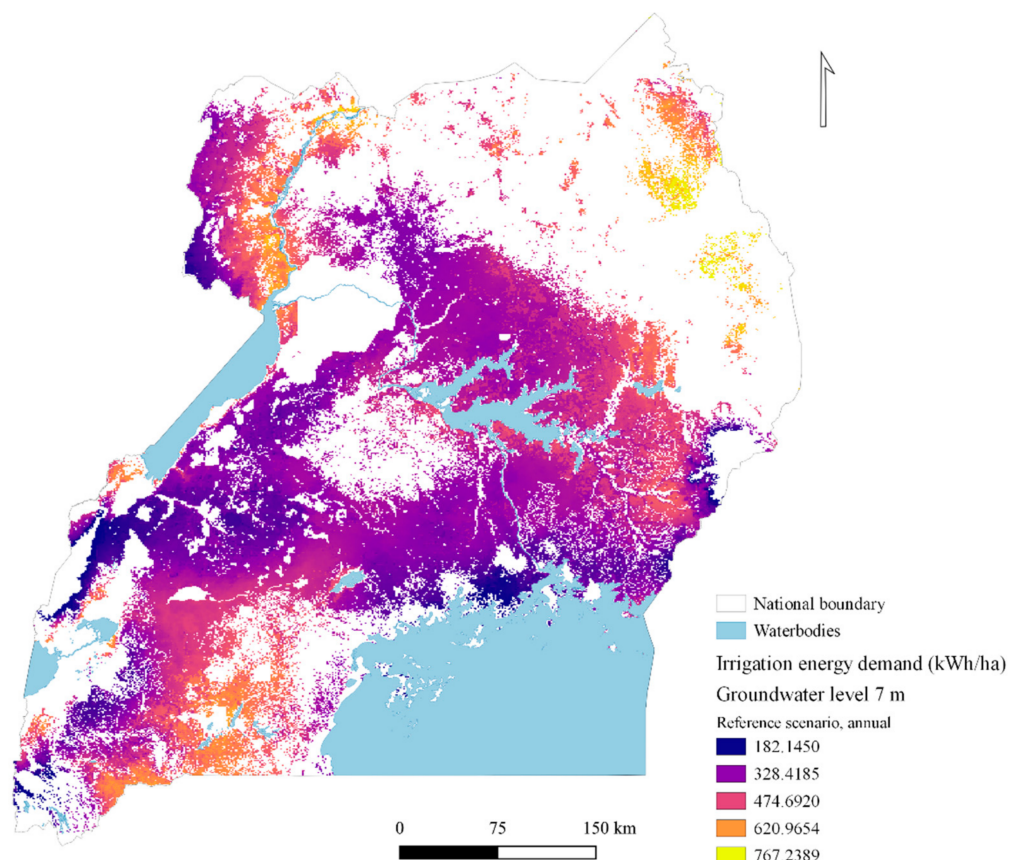 National boundary
Waterbodies
Irrigation energy demand (kWh/ha)
Groundwater level 7 m
Reference scenario, annual
182.1450
328.4185
474.6920
620.9654
767.2389
0 75 150 km